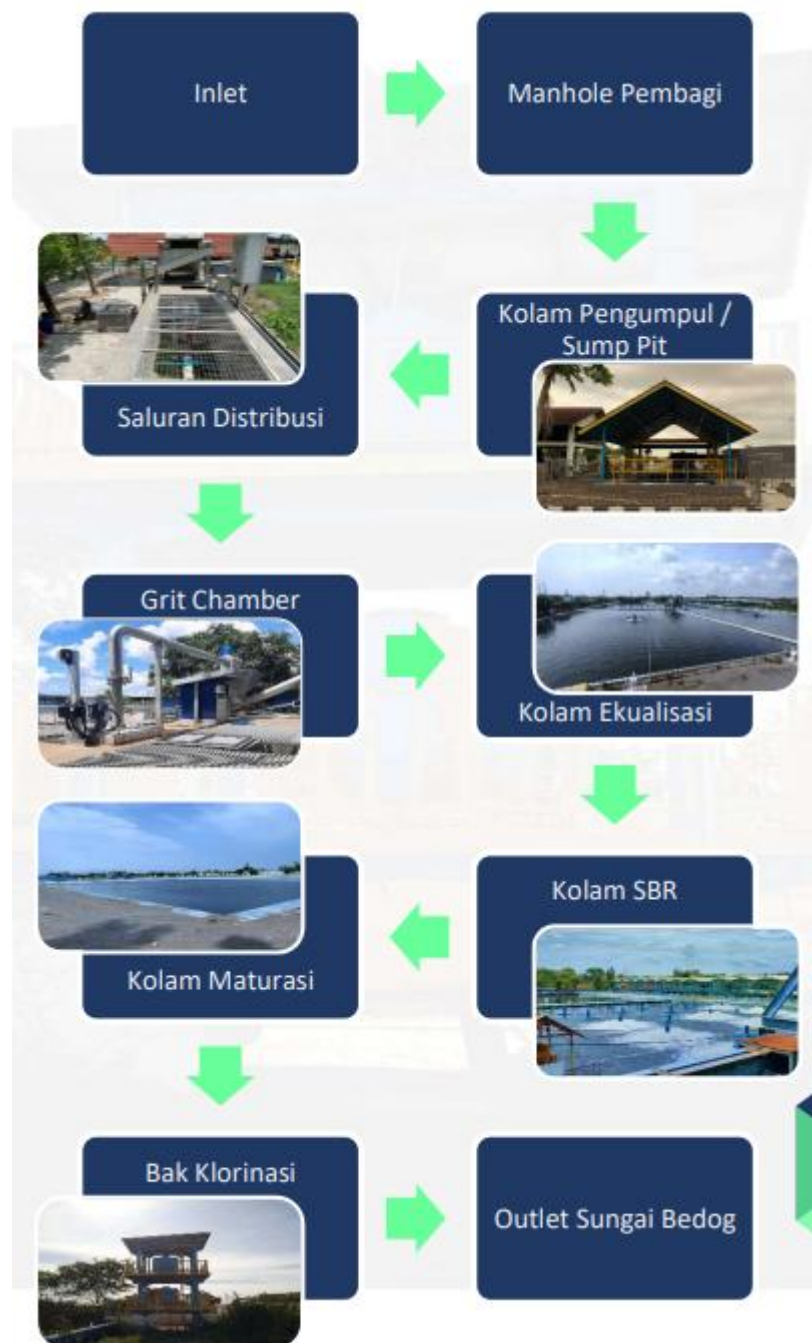 Inlet
Manhole Pembagi
Kolam Pengumpul /
Sump Pit
Saluran Distribusi
Grit Chamber
Kolam Ekualisasi
Kolam SBR
Kolam Maturasi
Bak Klorinasi
Outlet Sungai Bedog